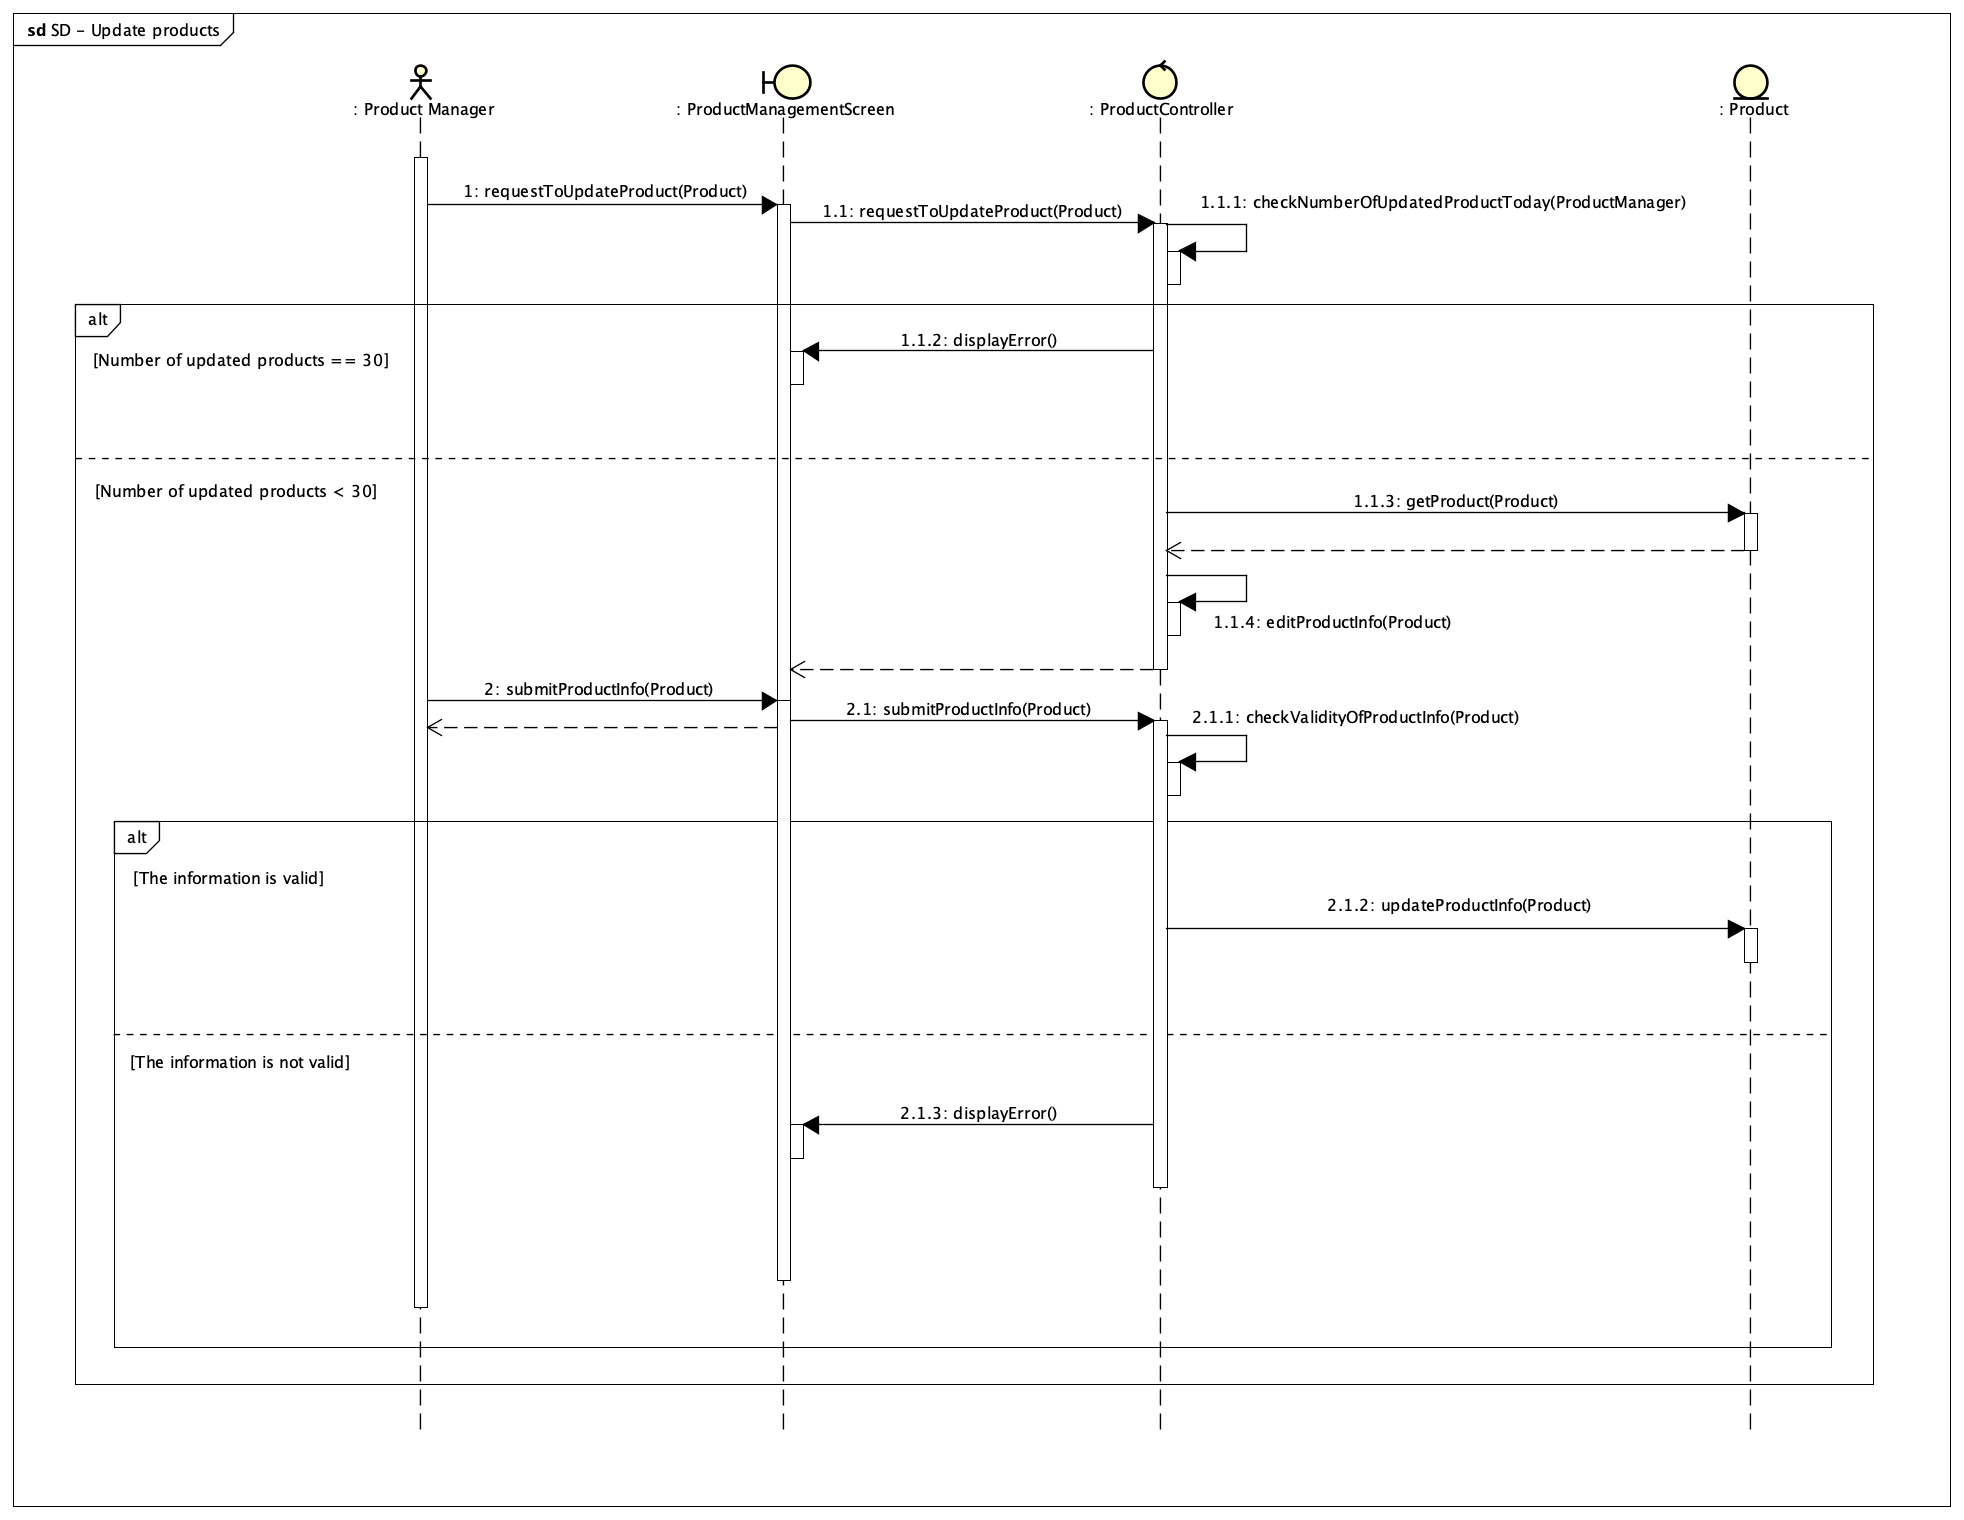 sd SD - Update products
: Product Manager
: ProductManagementScreen
: ProductController
: Product
1: requestToUpdateProduct(Product)
1.1: requestToUpdateProduct(Product)
1.1.1: checkNumberOfUpdatedProductToday(ProductManager)
alt
[Number of updated products == 30]
1.1.2: displayError()
[Number of updated products < 30]
1.1.3: getProduct(Product)
1.1.4: editProductInfo(Product)
2: submitProductInfo(Product)
2.1: submitProductInfo(Product)
2.1.1: checkValidityOfProductInfo(Product)
alt
[The information is valid]
2.1.2: updateProductInfo(Product)
[The information is not valid]
2.1.3: displayError()